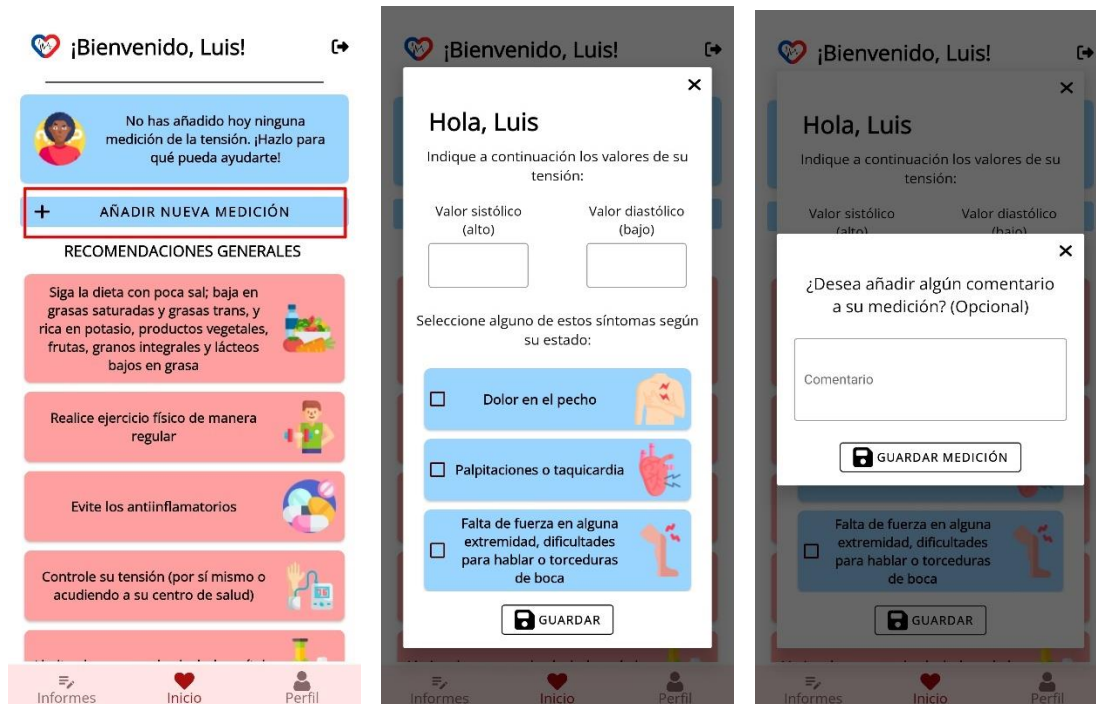 ¡Bienvenido, Luis!
No has añadido hoy ninguna
medición de la tensión. ¡Hazlo para
qué pueda ayudarte!
+ AÑADIR NUEVA MEDICIÓN
RECOMENDACIONES GENERALES
Siga la dieta con poca sal; baja en
grasas saturadas y grasas trans, y
rica en potasio, productos vegetales,
frutas, granos integrales y lácteos
bajos en grasa
Realice ejercicio físico de manera
regular
Evite los antiinflamatorios
Controle su tensión (por sí mismo o
acudiendo a su centro de salud)
Informes
Inicio
Perfil
¡Bienvenido, Luis!
Hola, Luis
Indique a continuación los valores de su
tensión:
Valor sistólico
(alto)
Valor diastólico
(bajo)
Seleccione alguno de estos síntomas según
su estado:
Dolor en el pecho
Palpitaciones o taquicardia
Falta de fuerza en alguna
extremidad, dificultades
para hablar o torceduras
de boca
GUARDAR
Informes
Inicio
Perfil
¡Bienvenido, Luis!
Hola, Luis
Indique a continuación los valores de su
tensión:
Valor sistólico
(alto)
Valor diastólico
(bajo)
¿Desea añadir algún comentario
a su medición? (Opcional)
Comentario
GUARDAR MEDICIÓN
Falta de fuerza en alguna
extremidad, dificultades
para hablar o torceduras
de boca
GUARDAR
Informes
Inicio
Perfil